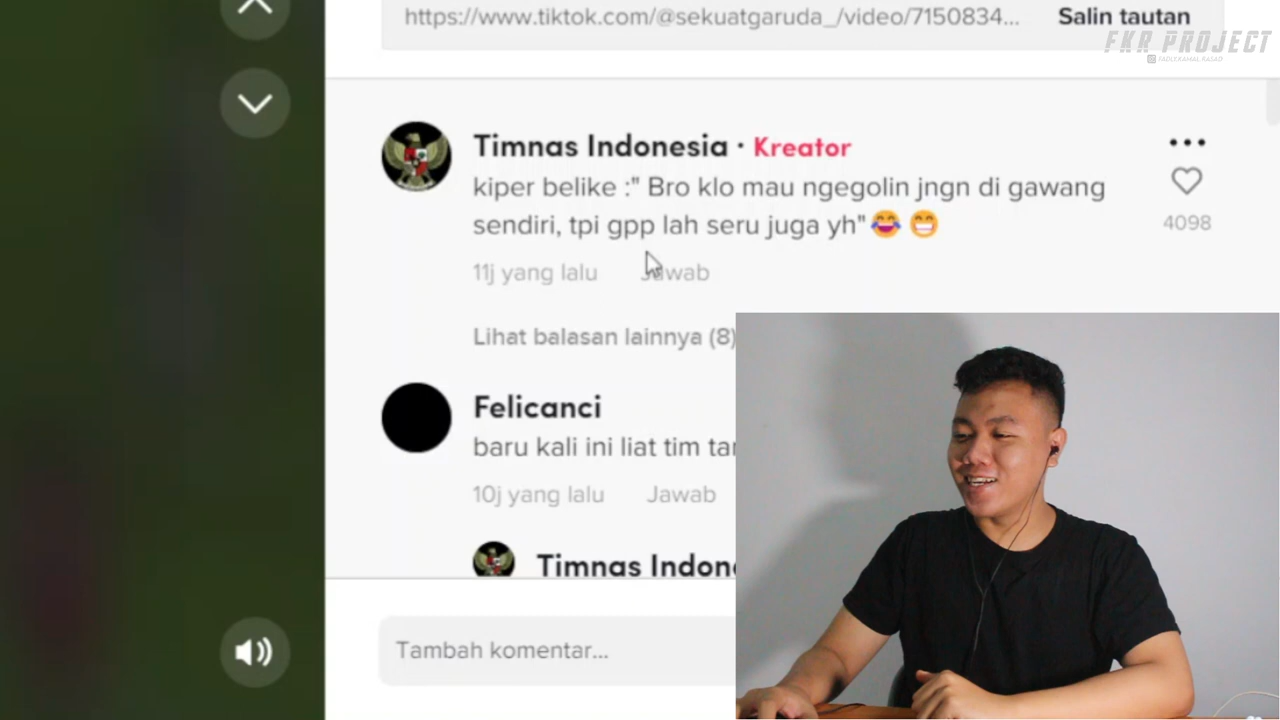 https://www.tiktok.com/@sekuatgaruda_/video/7150834...
Salin tautan
FKR PROJECT
Timnas Indonesia · Kreator
kiper belike :" Bro klo mau ngegolin jngn di gawang
sendiri, tpi gpp lah seru juga yh"😂 😁
4098
11j yang lalu
Jawab
Lihat balasan lainnya (8)
Felicanci
baru kali ini liat tim
10j yang lalu
Jawab
Timnas
Tambah komentar...